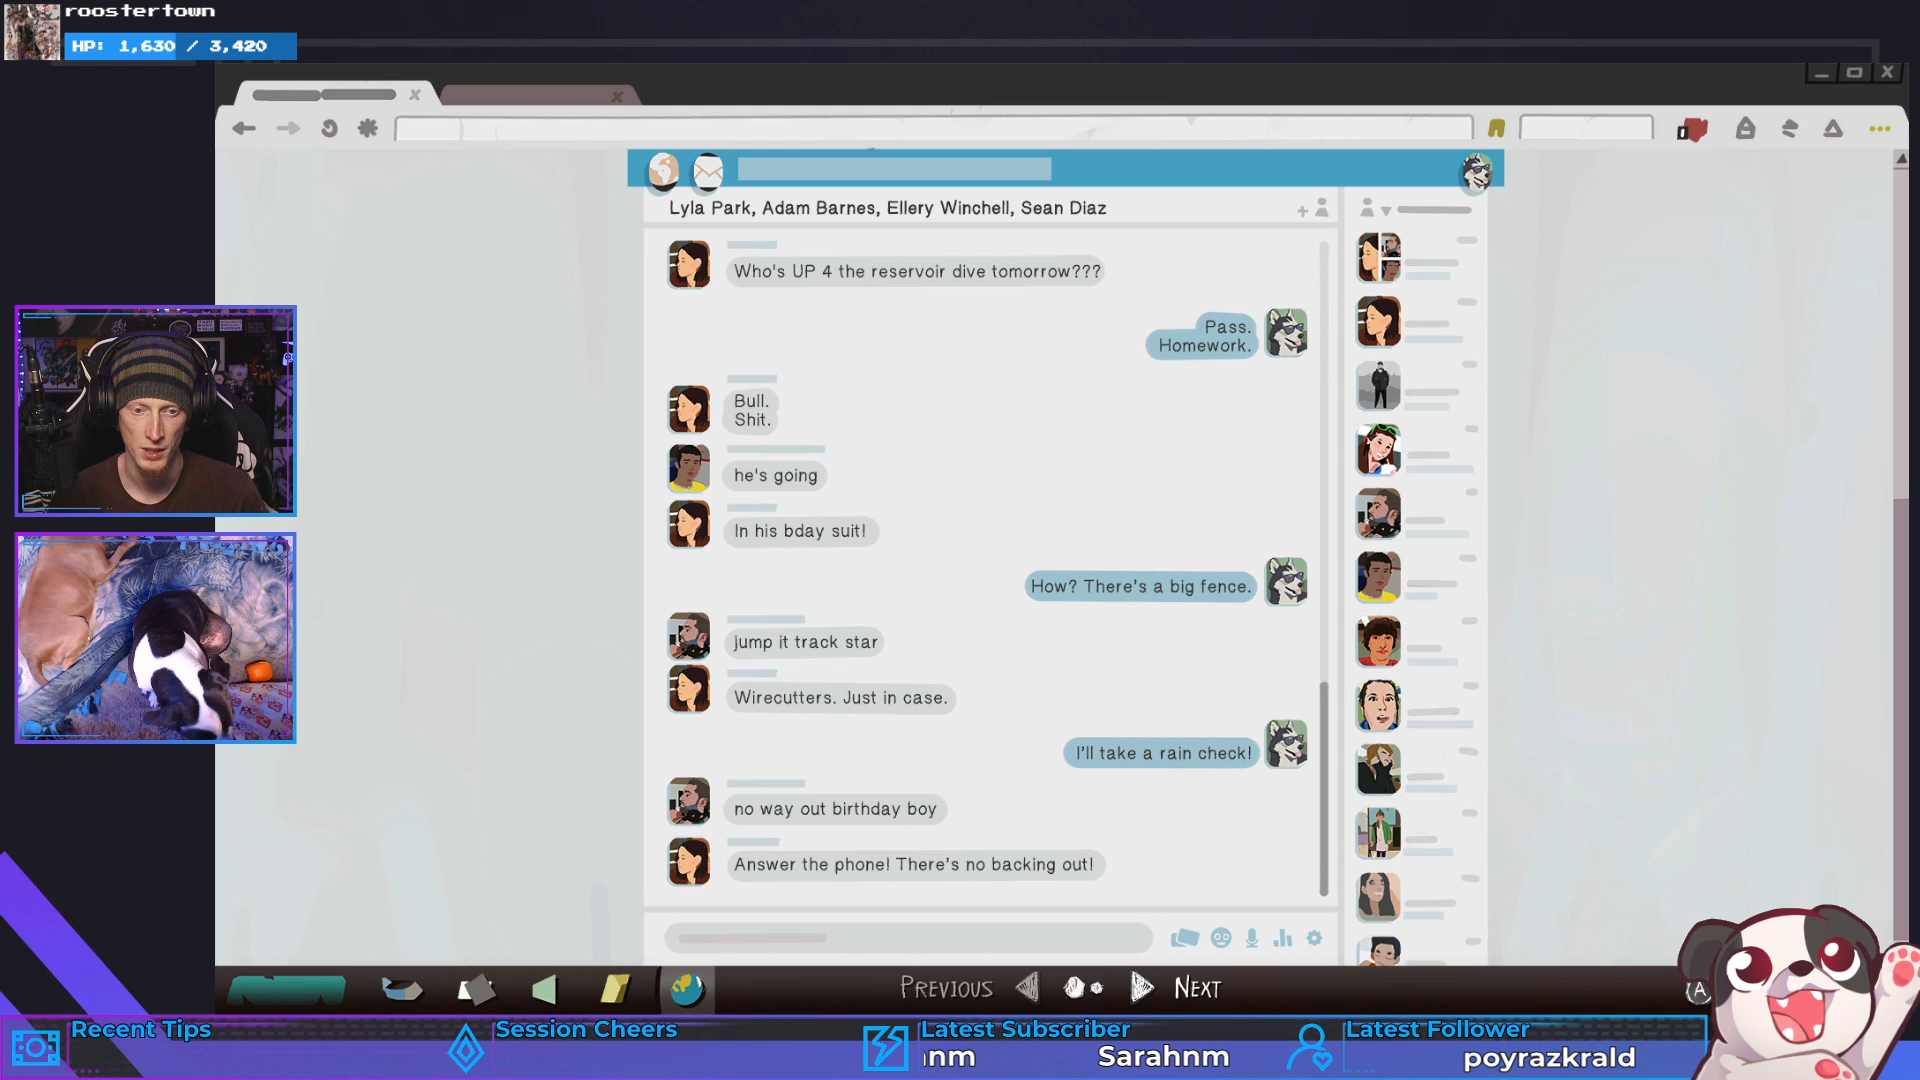 roostertown
HP: 1,630 / 3,420
Lyla Park, Adam Barnes, Ellery Winchell, Sean Diaz
Who's UP 4 the reservoir dive tomorrow???
Pass.
Homework.
Bull.
Shit.
he's going
In his bday suit!
How? There's a big fence.
jump it track star
Wirecutters. Just in case.
I'll take a rain check!
no way out birthday boy
Answer the phone! There's no backing out!
Previous
Next
(A)
Recent Tips
Session Cheers
Latest Subscriber
nm Sarahnm
Latest Follower
poyrazkrald